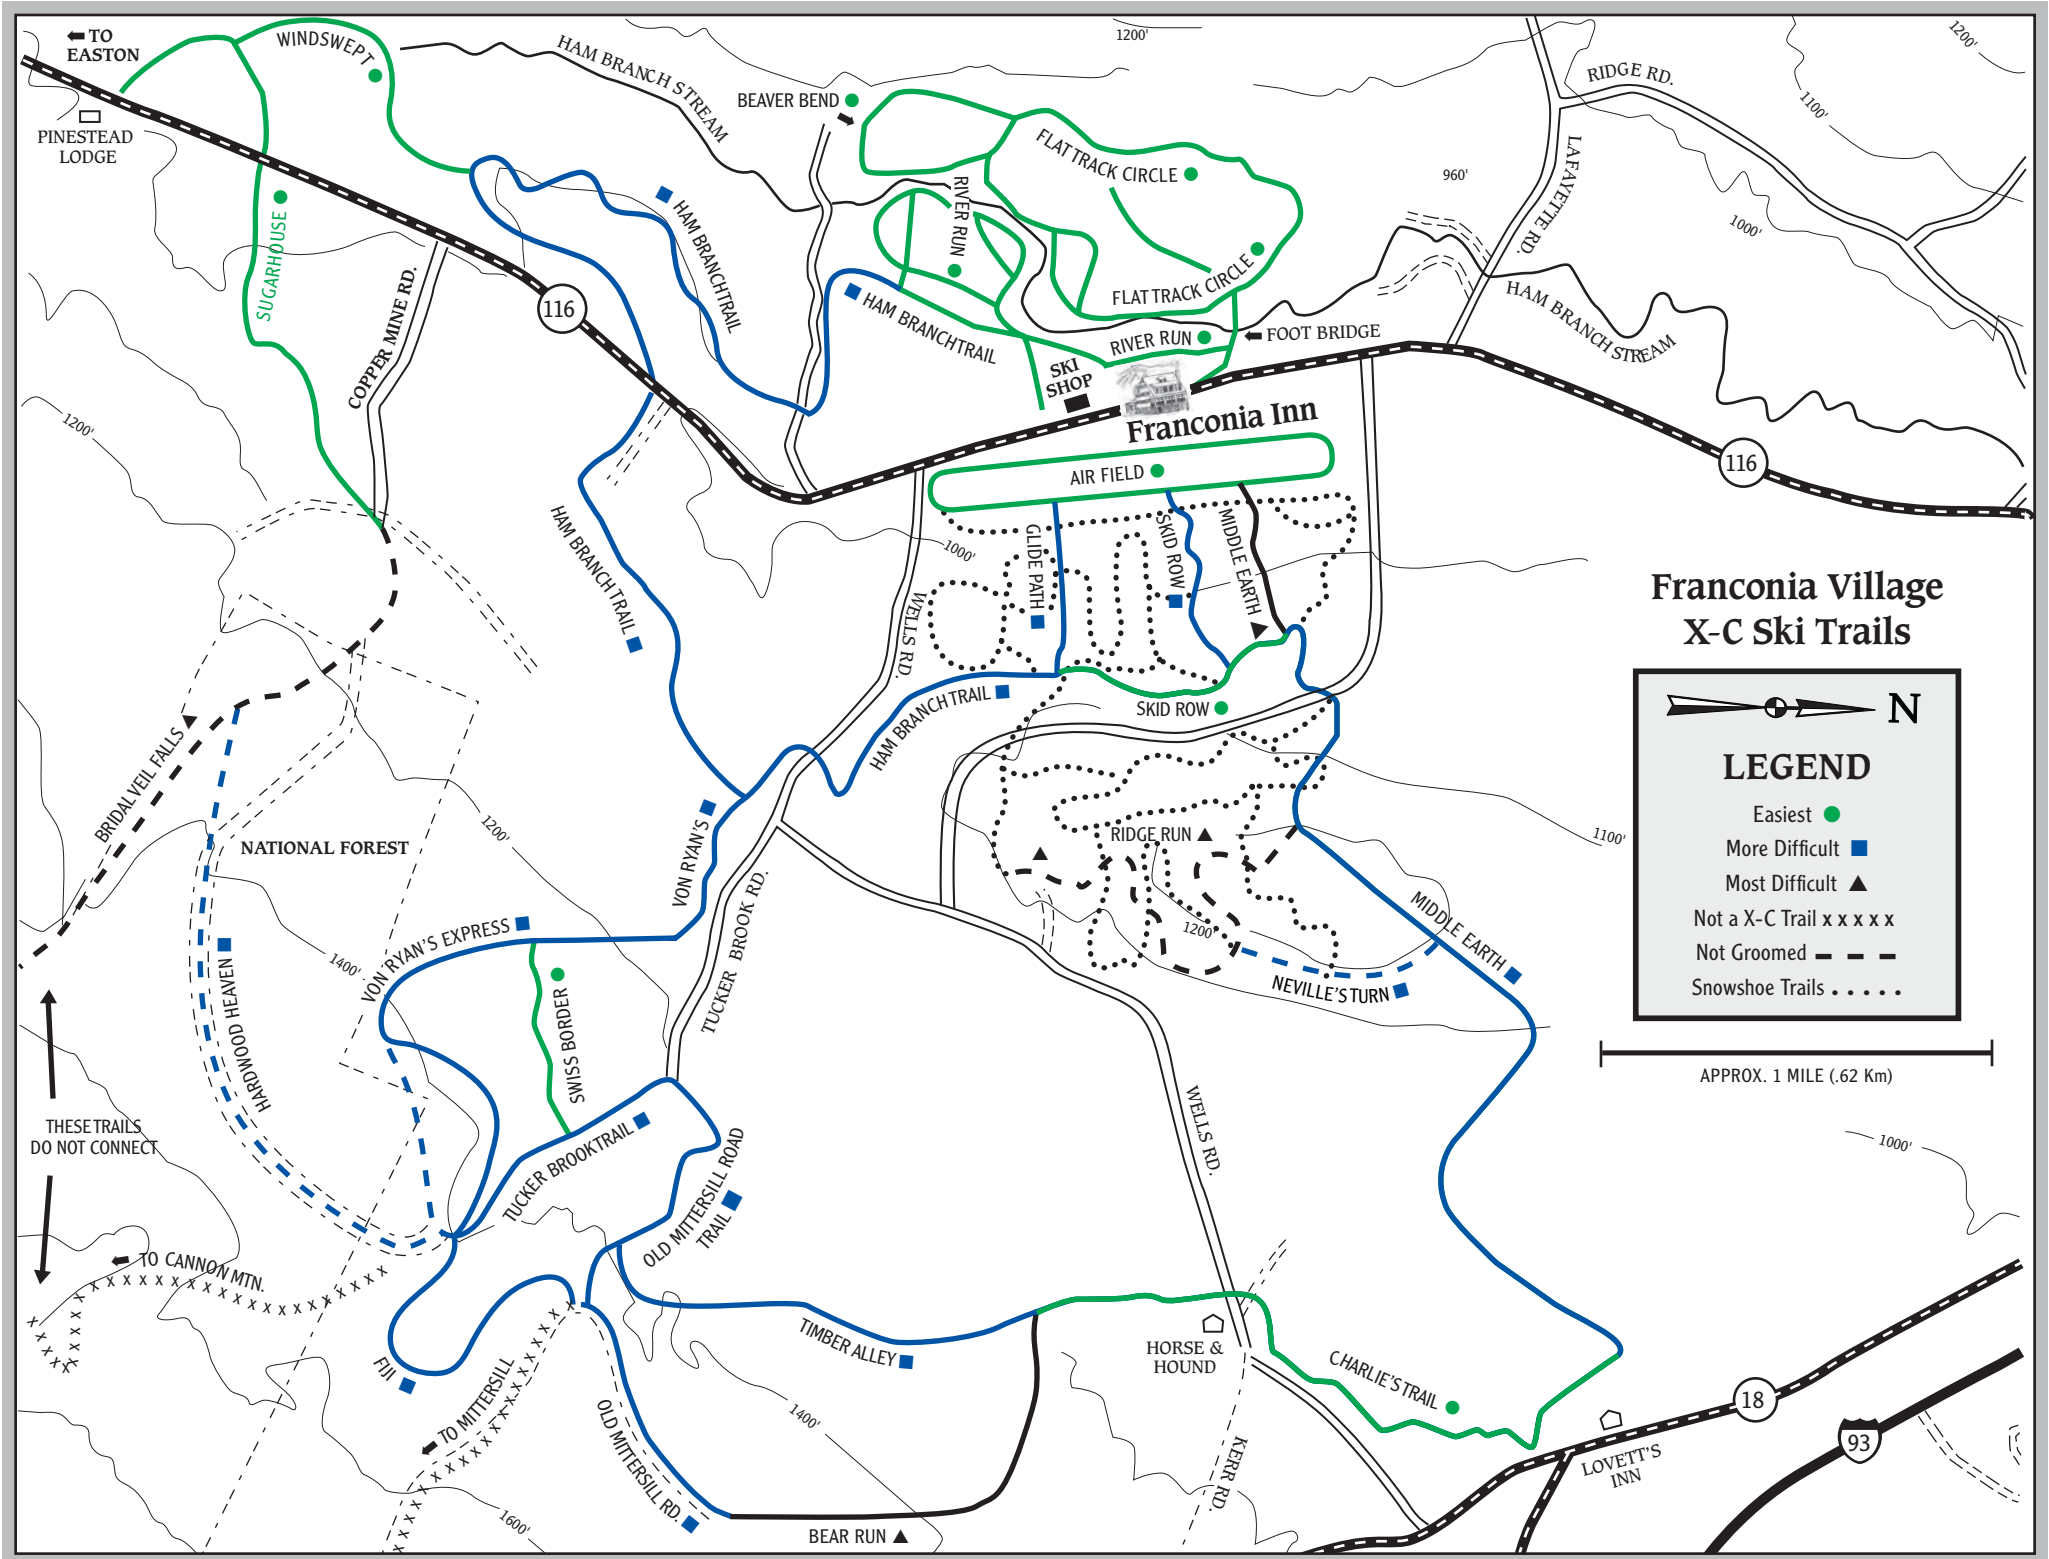 TO
EASTON
PINESTEAD
LODGE
WINDSWEPT
HAM BRANCH STREAM
1200'
BEAVER BEND
FLAT TRACK CIRCLE
RIDGE RD.
1200'
1100'
LAFAYETTE RD.
960'
1000'
SUGARHOUSE
HAM BRANCH TRAIL
RIVER RUN
FLAT TRACK CIRCLE
COPPER MINE RD.
116
HAM BRANCH TRAIL
RIVER RUN
FOOT BRIDGE
HAM BRANCH STREAM
SKI
SHOP
Franconia Inn
1200'
AIR FIELD
116
HAM BRANCH TRAIL
1000'
GLIDE PATH
SKID ROW
MIDDLE EARTH
WELLS RD.
Franconia Village
X-C Ski Trails
N
LEGEND
Easiest
More Difficult
Most Difficult
Not a X-C Trail x x x x x
Not Groomed
Snowshoe Trails . . . . .
APPROX. 1 MILE (.62 Km)
HAM BRANCH TRAIL
SKID ROW
BRIDAL VEIL FALLS
NATIONAL FOREST
1200'
VON RYAN'S
TUCKER BROOK RD.
RIDGE RUN
1100'
1200'
MIDDLE EARTH
NEVILLE'S TURN
VON RYAN'S EXPRESS
1400'
HARDWOOD HEAVEN
SWISS BORDER
THESE TRAILS
DO NOT CONNECT
TUCKER BROOK TRAIL
OLD MITTERSILL ROAD
TRAIL
WELLS RD.
1000'
TO CANNON MTN.
FIJI
TO MITTERSILL
TIMBER ALLEY
HORSE &
HOUND
CHARLIE'S TRAIL
18
93
LOVETT'S
INN
OLD MITTERSILL RD.
1400'
KERR RD.
1600'
BEAR RUN